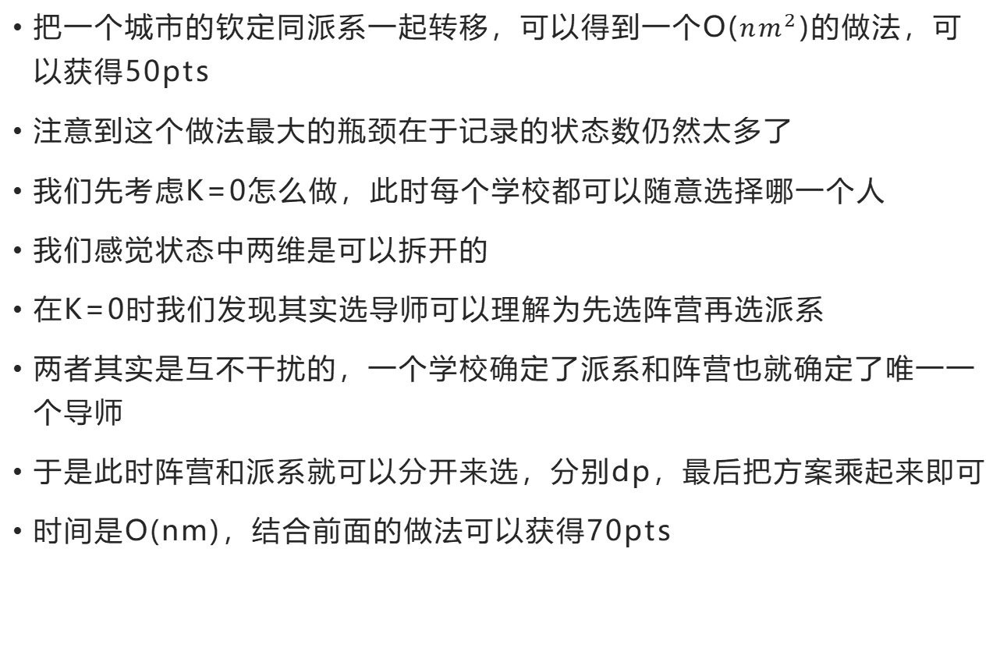 • 把一个城市的钦定同派系一起转移，可以得到一个O(𝑛𝑚²)的做法，可
以获得50pts
• 注意到这个做法最大的瓶颈在于记录的状态数仍然太多了
• 我们先考虑K=0怎么做，此时每个学校都可以随意选择哪一个人
• 我们感觉状态中两维是可以拆开的
• 在K=0时我们发现其实选导师可以理解为先选阵营再选派系
• 两者其实是互不干扰的，一个学校确定了派系和阵营也就确定了唯一一
个导师
• 于是此时阵营和派系就可以分开来选，分别dp，最后把方案乘起来即可
• 时间是O(nm)，结合前面的做法可以获得70pts